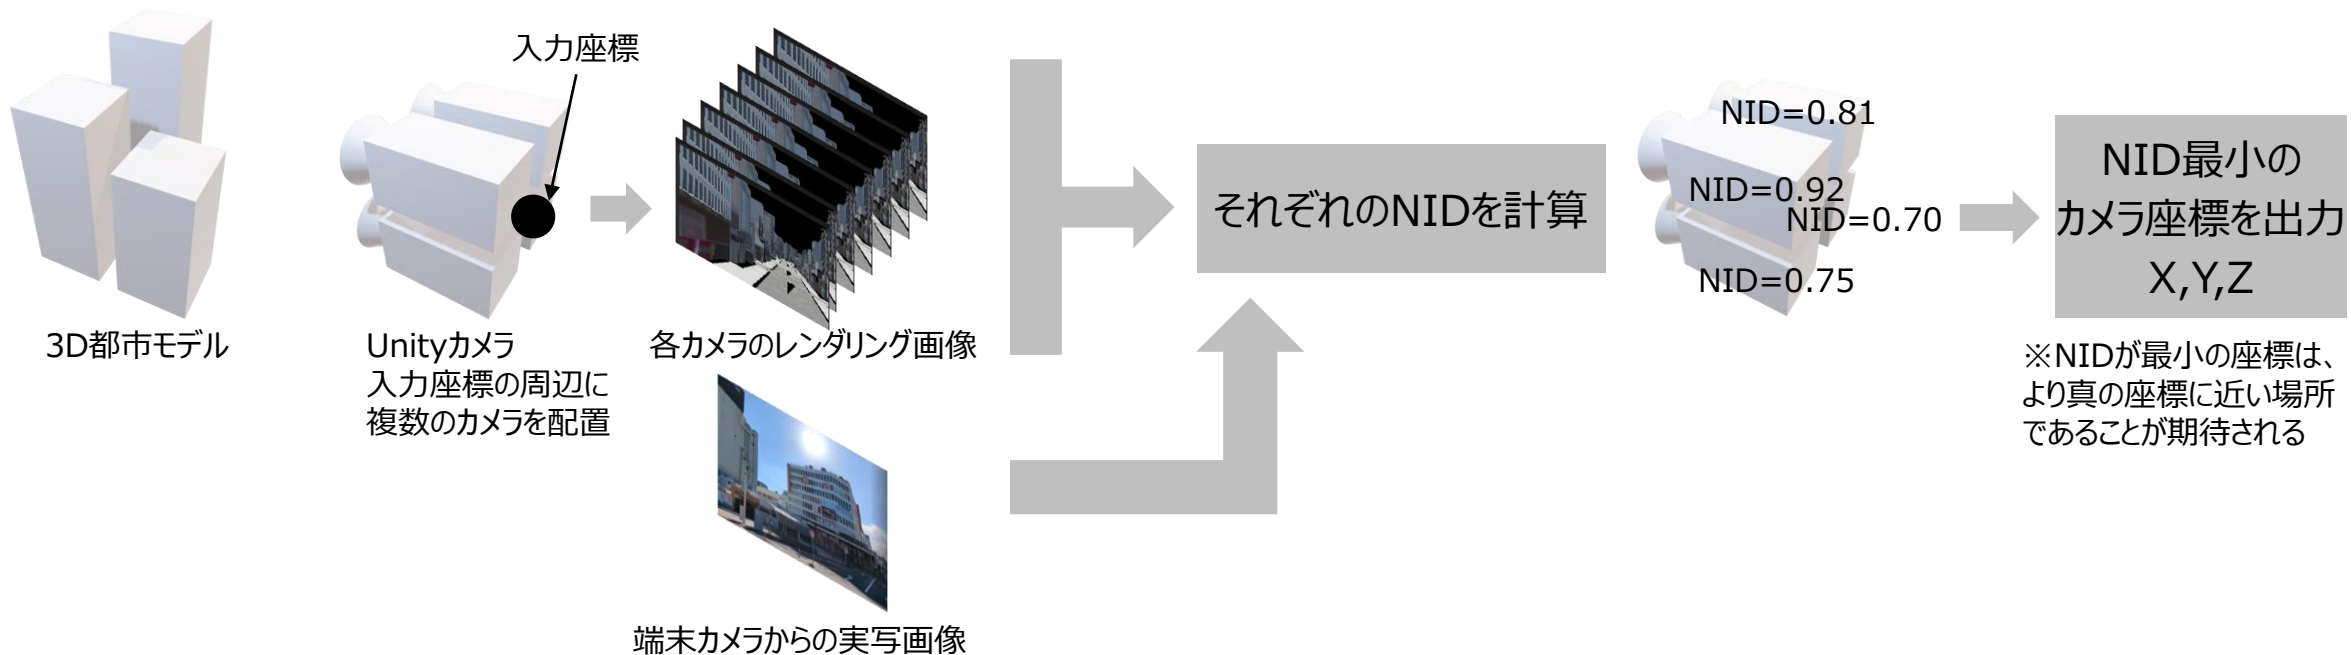 入力座標
3D都市モデル
Unityカメラ
入力座標の周辺に
複数のカメラを配置
各カメラのレンダリング画像
端末カメラからの実写画像
それぞれのNIDを計算
NID=0.81
NID=0.92
NID=0.70
NID=0.75
NID最小の
カメラ座標を出力
X,Y,Z
※NIDが最小の座標は、
より真の座標に近い場所
であることが期待される